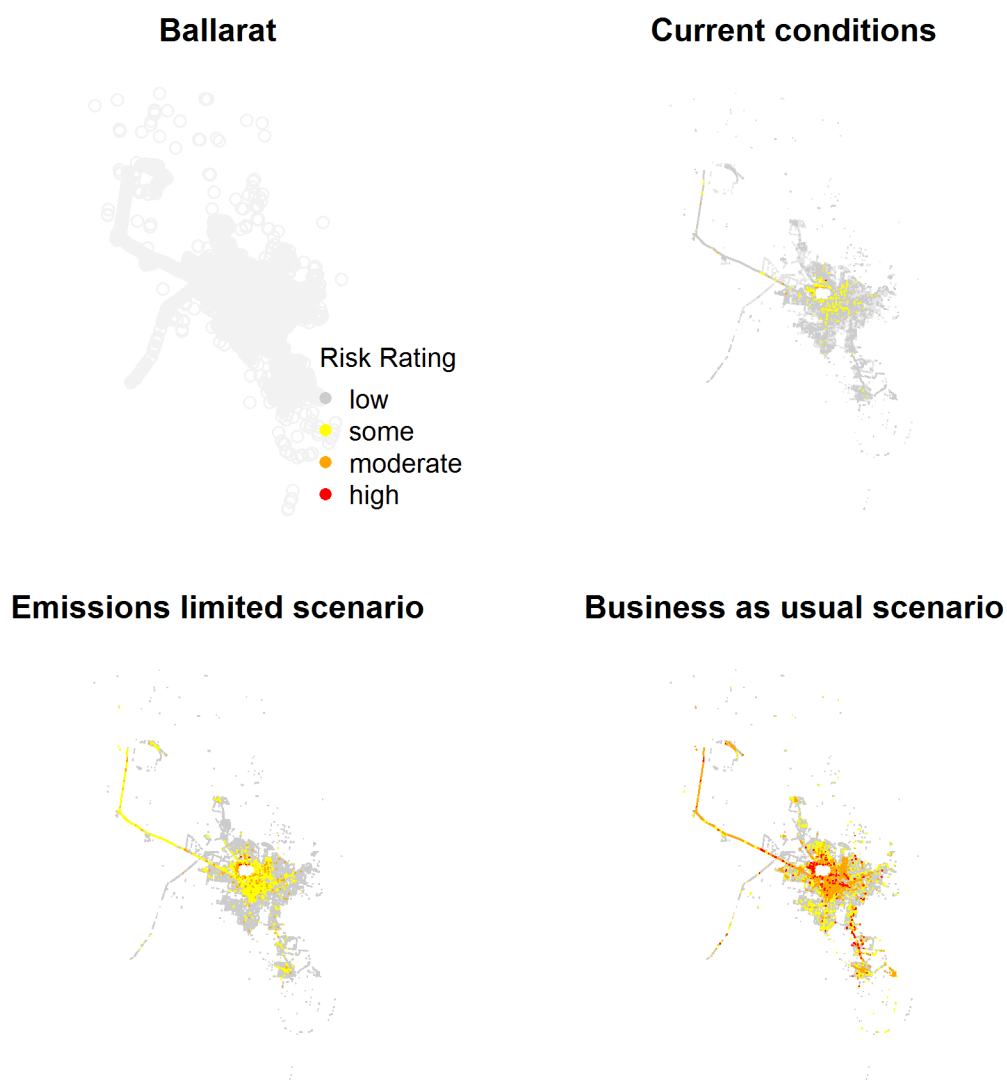 Ballarat
Current conditions
Risk Rating
low
some
moderate
high
Emissions limited scenario
Business as usual scenario